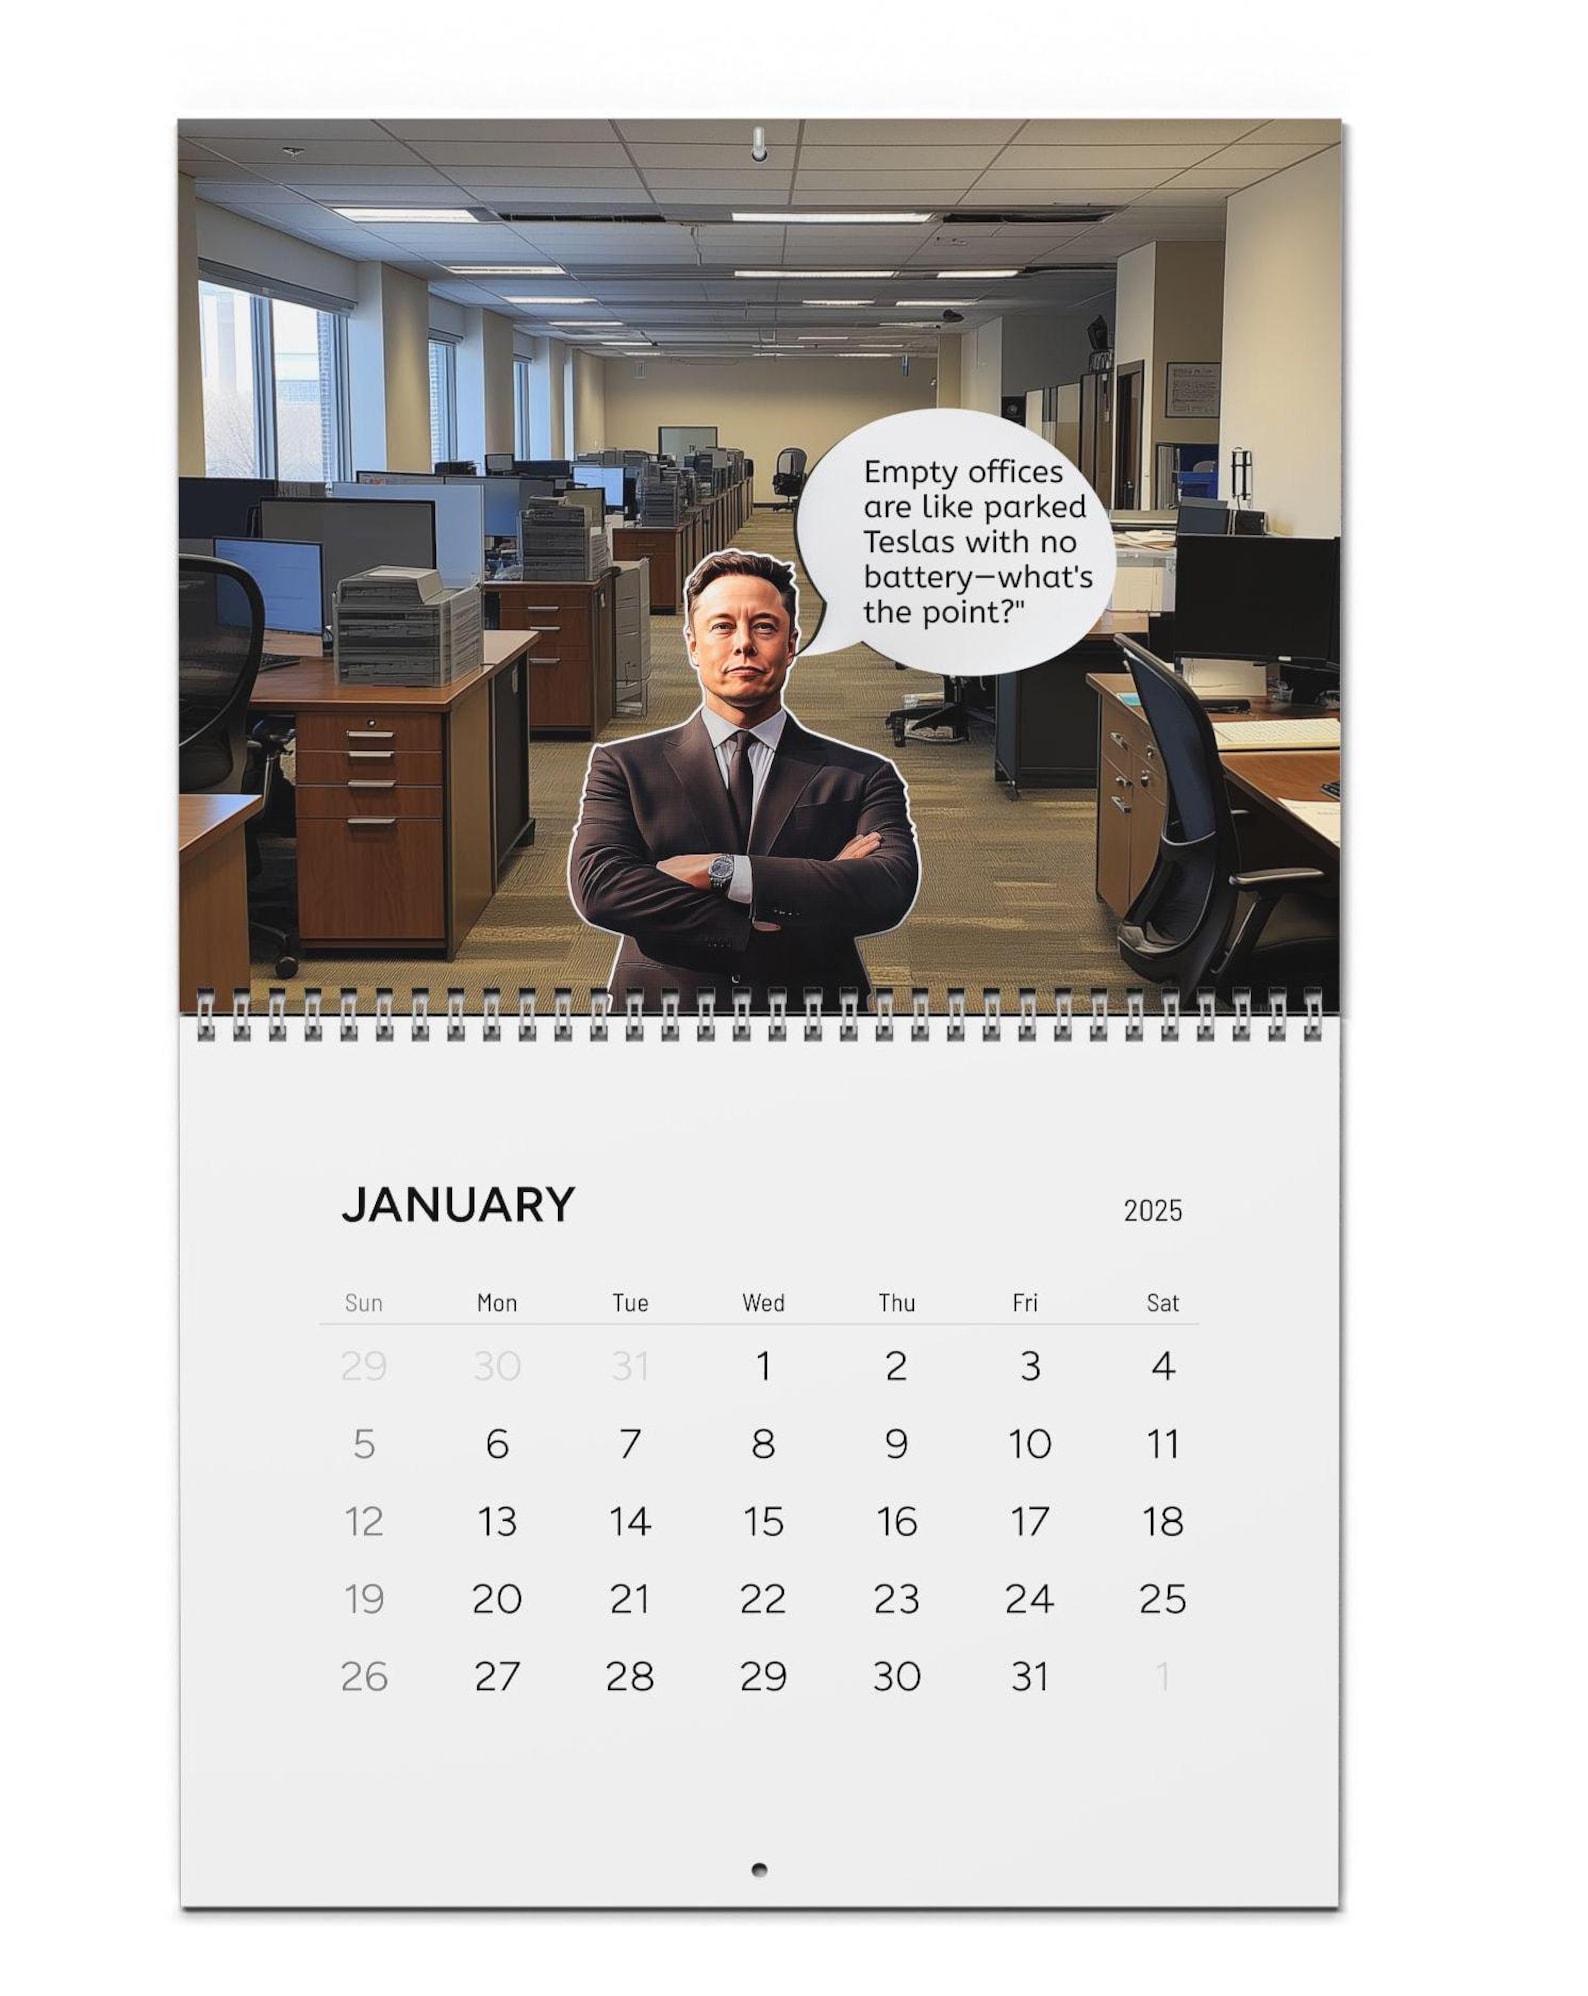 Empty offices
are like parked
Teslas with no
battery—what's
the point?"
JANUARY
2025
Sun Mon Tue Wed Thu Fri Sat
29 30 31 1 2 3 4
5 6 7 8 9 10 11
12 13 14 15 16 17 18
19 20 21 22 23 24 25
26 27 28 29 30 31 1